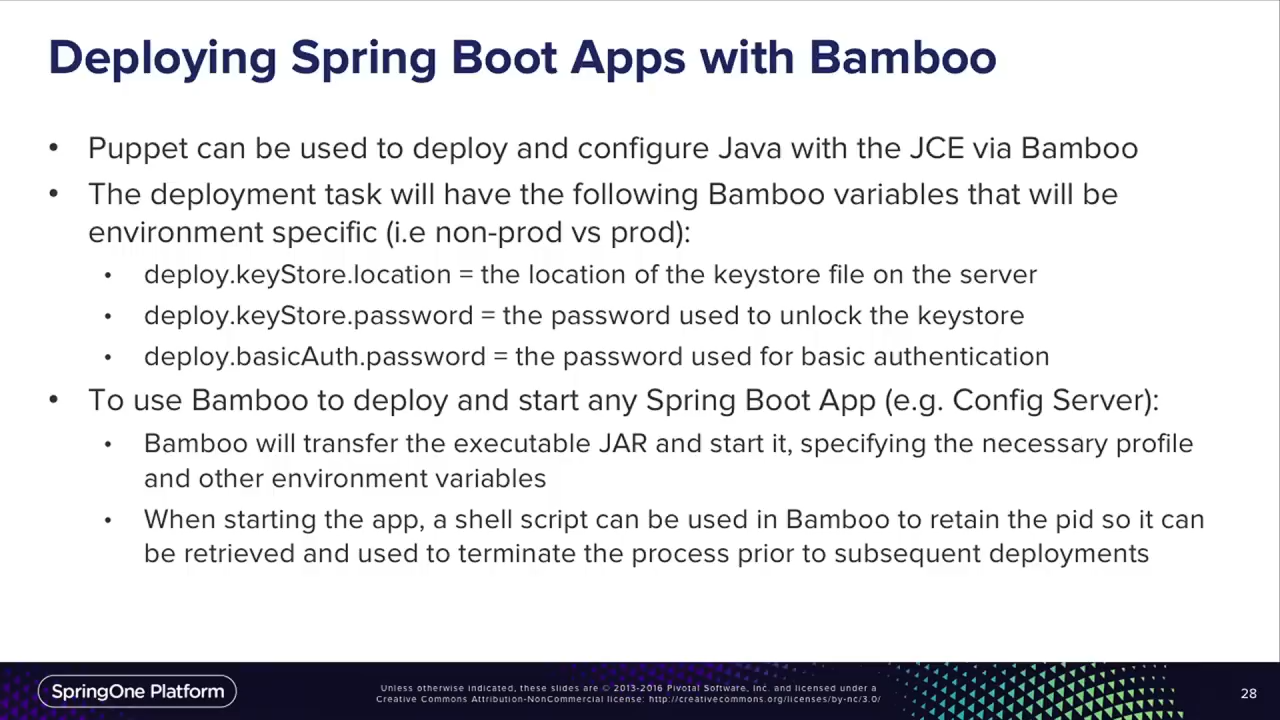 Deploying Spring Boot Apps with Bamboo
• Puppet can be used to deploy and configure Java with the JCE via Bamboo
• The deployment task will have the following Bamboo variables that will be
environment specific (i.e non-prod vs prod):
• deploy.keyStore.location = the location of the keystore file on the server
• deploy.keyStore.password = the password used to unlock the keystore
• deploy.basicAuth.password = the password used for basic authentication
• To use Bamboo to deploy and start any Spring Boot App (e.g. Config Server):
• Bamboo will transfer the executable JAR and start it, specifying the necessary profile
and other environment variables
• When starting the app, a shell script can be used in Bamboo to retain the pid so it can
be retrieved and used to terminate the process prior to subsequent deployments
SpringOne Platform
Unless otherwise indicated, these slides are © 2013-2016 Pivotal Software, Inc. and licensed under a
Creative Commons Attribution-NonCommercial license: http://creativecommons.org/licenses/by-nc/3.0/
28